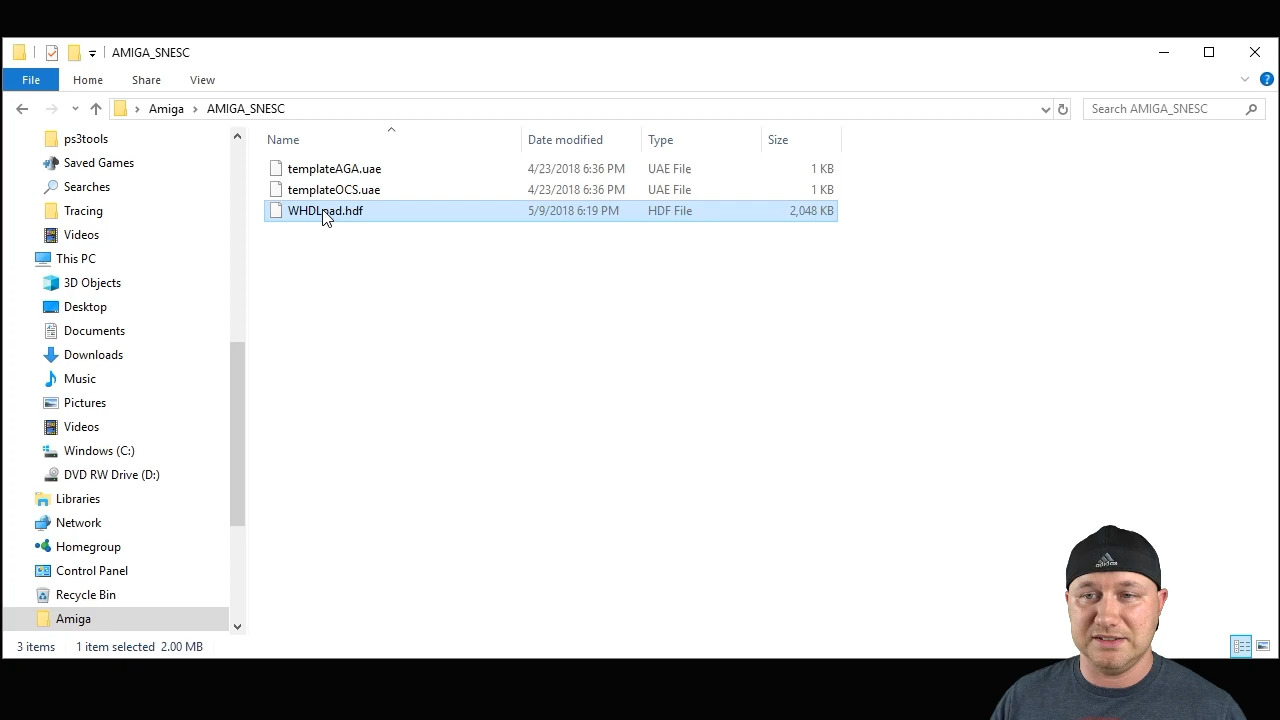 AMIGA_SNESC
File Home Share View
Amiga > AMIGA_SNESC Search AMIGA_SNESC
Name Date modified Type Size
templateAGA.uae 4/23/2018 6:36 PM UAE File 1 KB
templateOCS.uae 4/23/2018 6:36 PM UAE File 1 KB
WHDLoad.hdf 5/9/2018 6:19 PM HDF File 2,048 KB
ps3tools
Saved Games
Searches
Tracing
Videos
This PC
3D Objects
Desktop
Documents
Downloads
Music
Pictures
Videos
Windows (C:)
DVD RW Drive (D:)
Libraries
Network
Homegroup
Control Panel
Recycle Bin
Amiga
3 items 1 item selected 2.00 MB
adidas